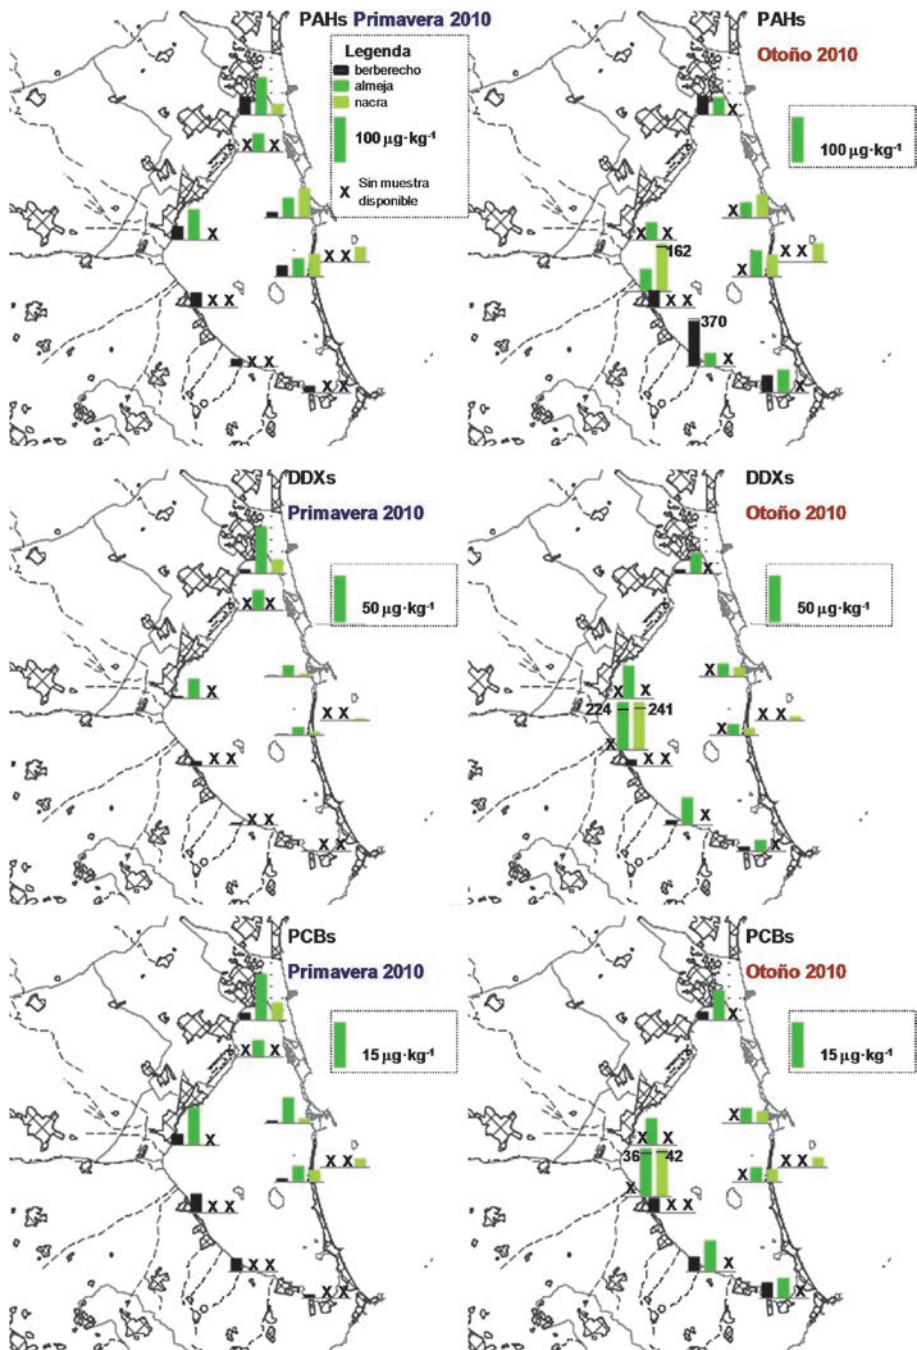 PAHs Primavera 2010
Legenda
berberecho
almeja
nacra
100 µg·kg⁻¹
X Sin muestra
disponible
X X
X
X X
X X
X X
X X
PAHs
Otoño 2010
100 µg·kg⁻¹
X
X
X X
X X
162
X
X X
370
X
X
DDXs
Primavera 2010
50 µg·kg⁻¹
X X
X
X X
X X
X X
X X
DDXs
Otoño 2010
50 µg·kg⁻¹
X
X
X X
X X
224 241
X
X
X X
X
X
PCBs
Primavera 2010
15 µg·kg⁻¹
X X
X
X X
X X
X X
X X
PCBs
Otoño 2010
15 µg·kg⁻¹
X
X
X X
36 42
X X
X
X
X X
X
X